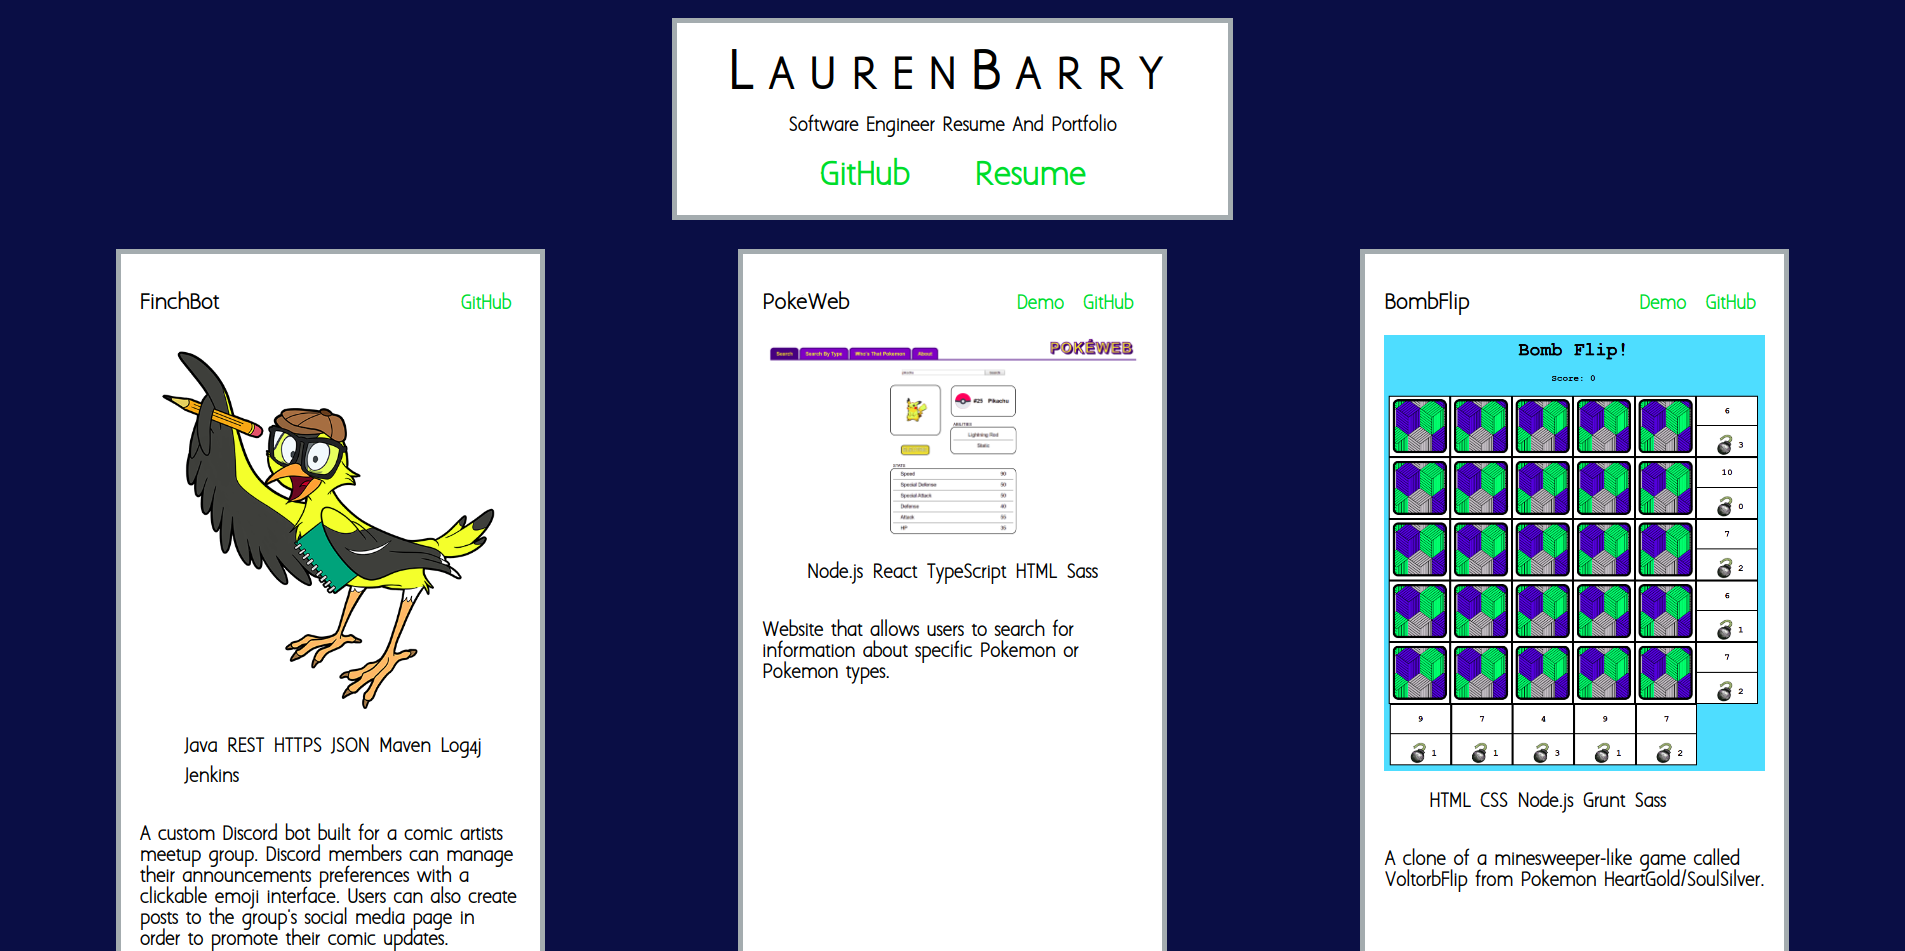 LAURENBARRY
Software Engineer Resume And Portfolio
GitHub Resume
FinchBot GitHub
Java REST HTTPS JSON Maven Log4j
Jenkins
A custom Discord bot built for a comic artists
meetup group. Discord members can manage
their announcements preferences with a
clickable emoji interface. Users can also create
posts to the group's social media page in
order to promote their comic updates.
PokeWeb Demo GitHub
Search Search By Type Who's That Pokemon About POKÉWEB
#25 Pikachu
ABILITIES
Lightning Rod
Static
STATS
Speed 90
Special Defense 50
Special Attack 50
Defense 40
Attack 55
HP 35
Node.js React TypeScript HTML Sass
Website that allows users to search for
information about specific Pokemon or
Pokemon types.
BombFlip Demo GitHub
Bomb Flip!
Score: 0
6
3
10
0
7
2
6
1
7
2
9 7 4 9 7
1 1 3 1 2
HTML CSS Node.js Grunt Sass
A clone of a minesweeper-like game called
VoltorbFlip from Pokemon HeartGold/SoulSilver.